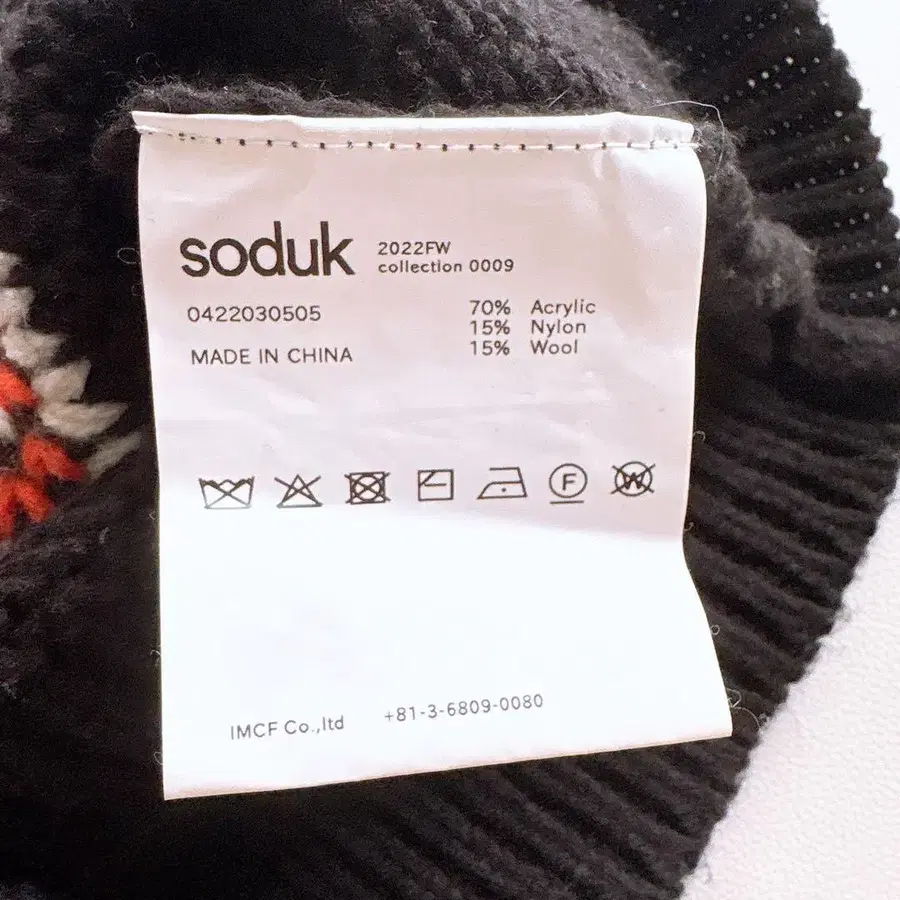 soduk
2022FW
collection 0009
0422030505
70% Acrylic
15% Nylon
15% Wool
MADE IN CHINA
F
W
IMCF Co.,ltd +81-3-6809-0080